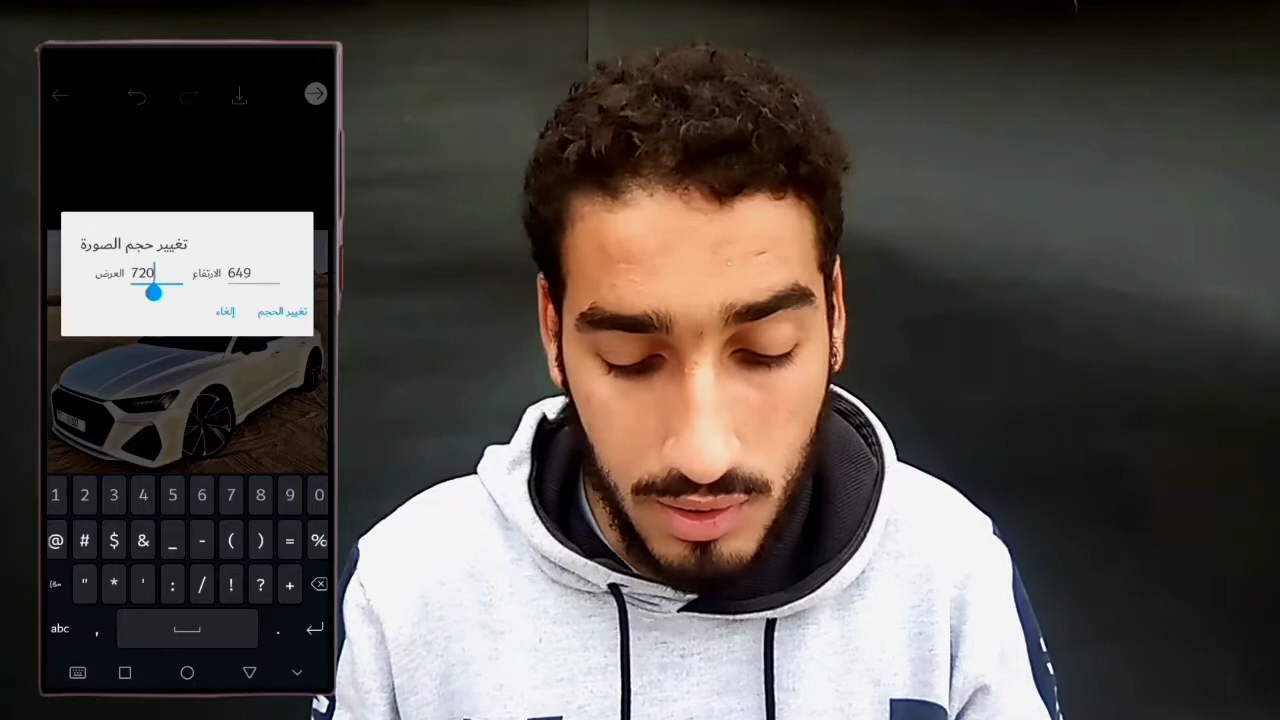 تغيير حجم الصورة
العرض 720 الارتفاع 649
إلغاء تغيير الحجم
1 2 3 4 5 6 7 8 9 0
@ # $ & _ - ( ) = %
" * ' : / ! ? +
abc , .